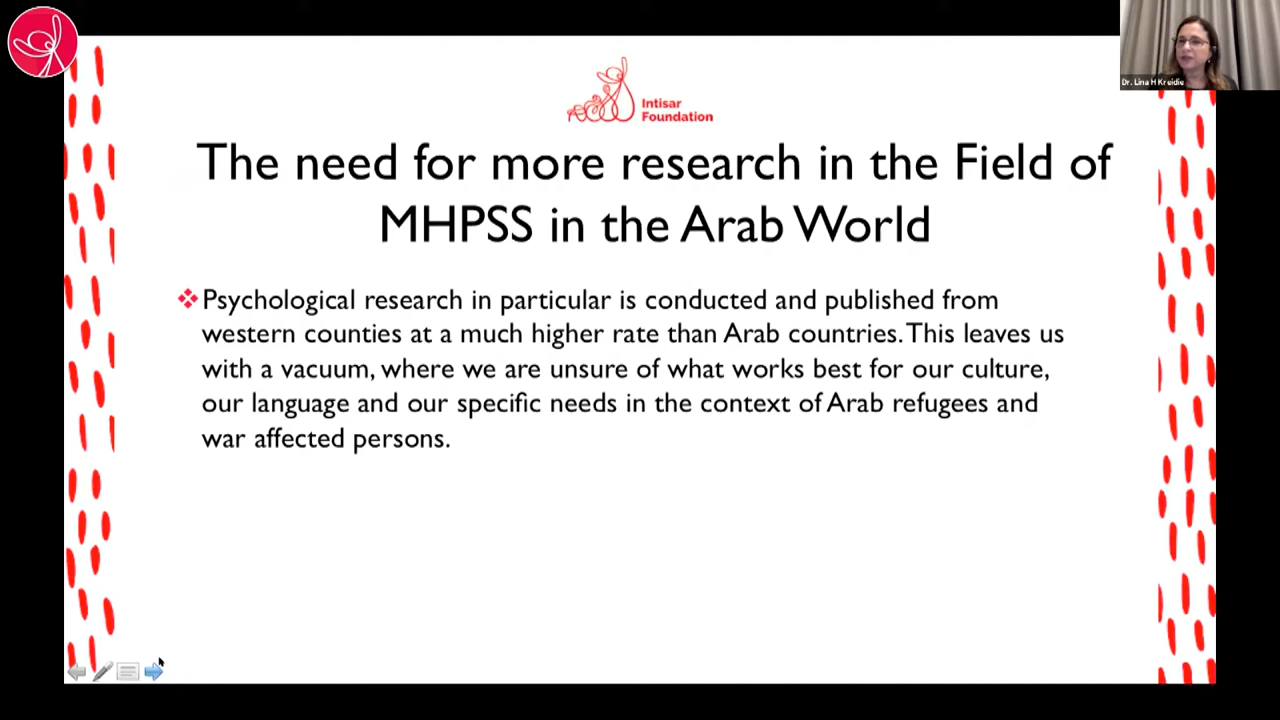 Dr. Lina H Kreidie
Intisar
Foundation
The need for more research in the Field of
MHPSS in the Arab World
Psychological research in particular is conducted and published from
western counties at a much higher rate than Arab countries. This leaves us
with a vacuum, where we are unsure of what works best for our culture,
our language and our specific needs in the context of Arab refugees and
war affected persons.